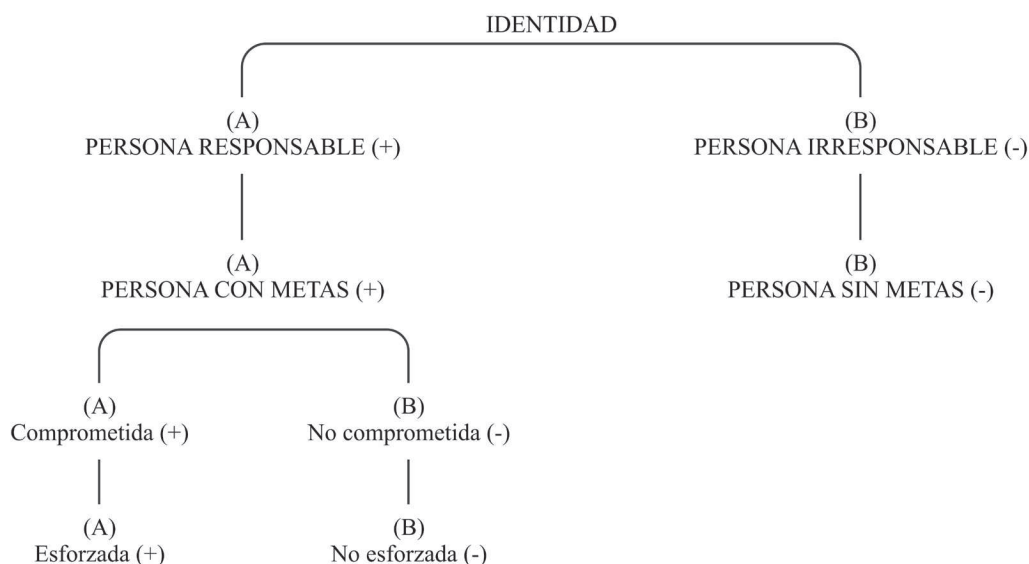 IDENTIDAD
(A)
PERSONA RESPONSABLE (+)
(B)
PERSONA IRRESPONSABLE (-)
(A)
PERSONA CON METAS (+)
(B)
PERSONA SIN METAS (-)
(A)
Comprometida (+)
(B)
No comprometida (-)
(A)
Esforzada (+)
(B)
No esforzada (-)